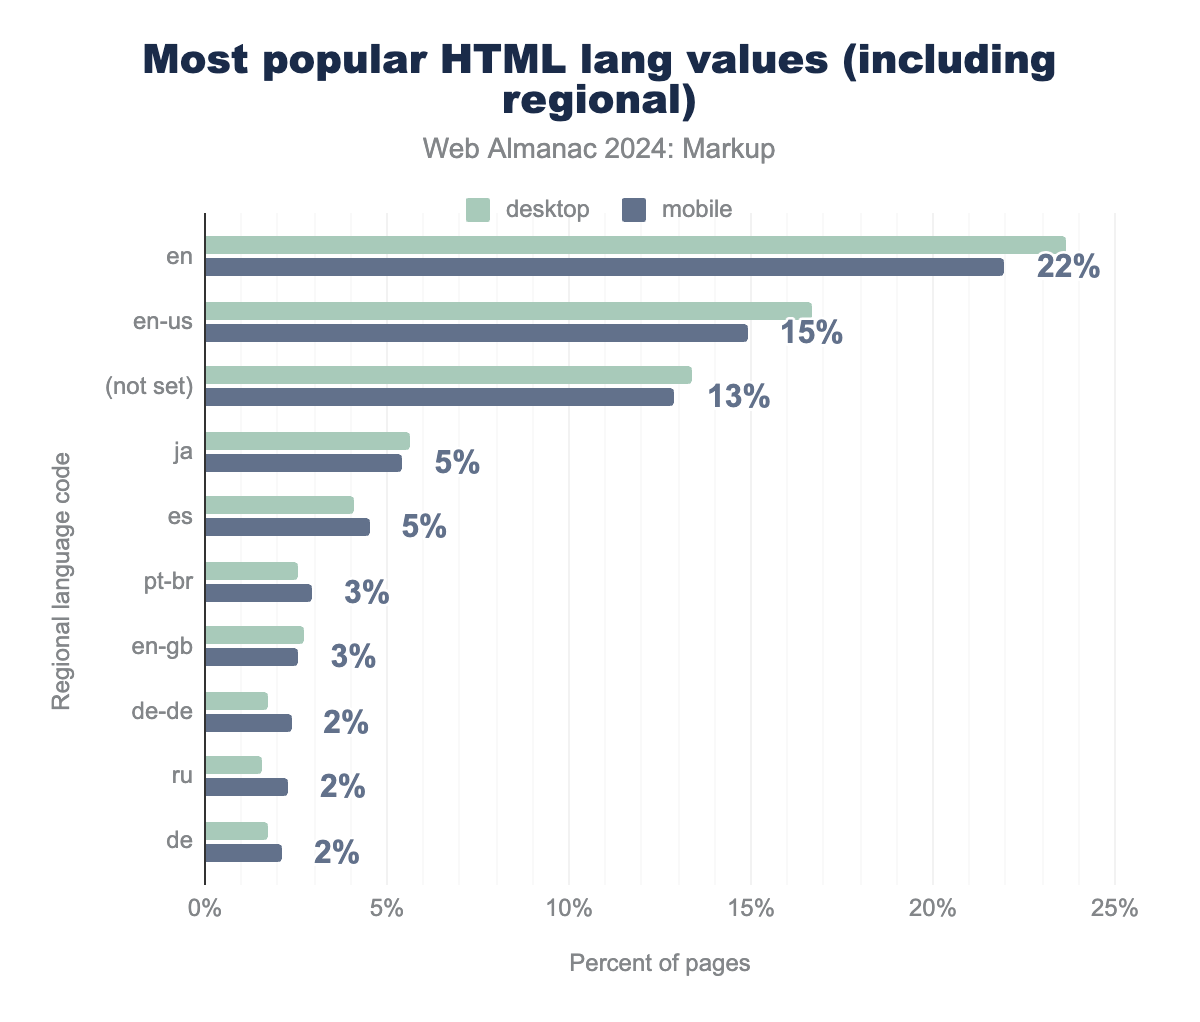 Most popular HTML lang values (including
regional)
Web Almanac 2024: Markup
desktop
mobile
en
22%
en-us
15%
(not set)
13%
ja
5%
es
5%
pt-br
3%
en-gb
3%
de-de
2%
ru
2%
de
2%
Regional language code
0%
5%
10%
15%
20%
25%
Percent of pages